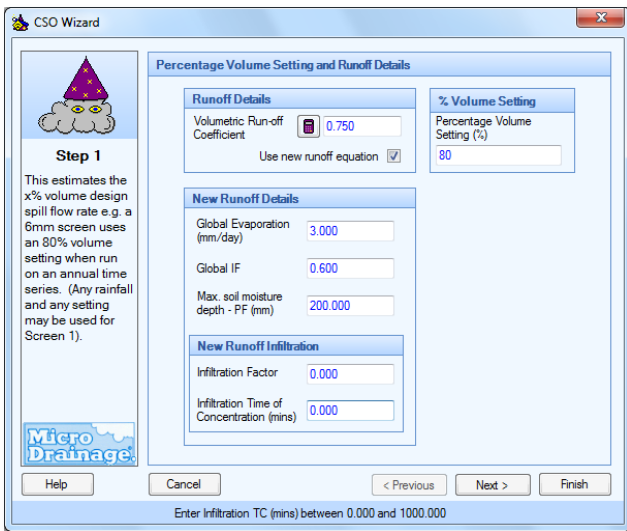 CSO Wizard
x
Step 1
This estimates the
x% volume design
spill flow rate e.g. a
6mm screen uses
an 80% volume
setting when run
on an annual time
series. (Any rainfall
and any setting
may be used for
Screen 1).
Micro
Drainage
Percentage Volume Setting and Runoff Details
Runoff Details
Volumetric Run-off
Coefficient
0.750
Use new runoff equation
% Volume Setting
Percentage Volume
Setting (%)
80
New Runoff Details
Global Evaporation
(mm/day)
3.000
Global IF
0.600
Max. soil moisture
depth - PF (mm)
200.000
New Runoff Infiltration
Infiltration Factor
0.000
Infiltration Time of
Concentration (mins)
0.000
Help
Cancel
< Previous
Next >
Finish
Enter Infiltration TC (mins) between 0.000 and 1000.000